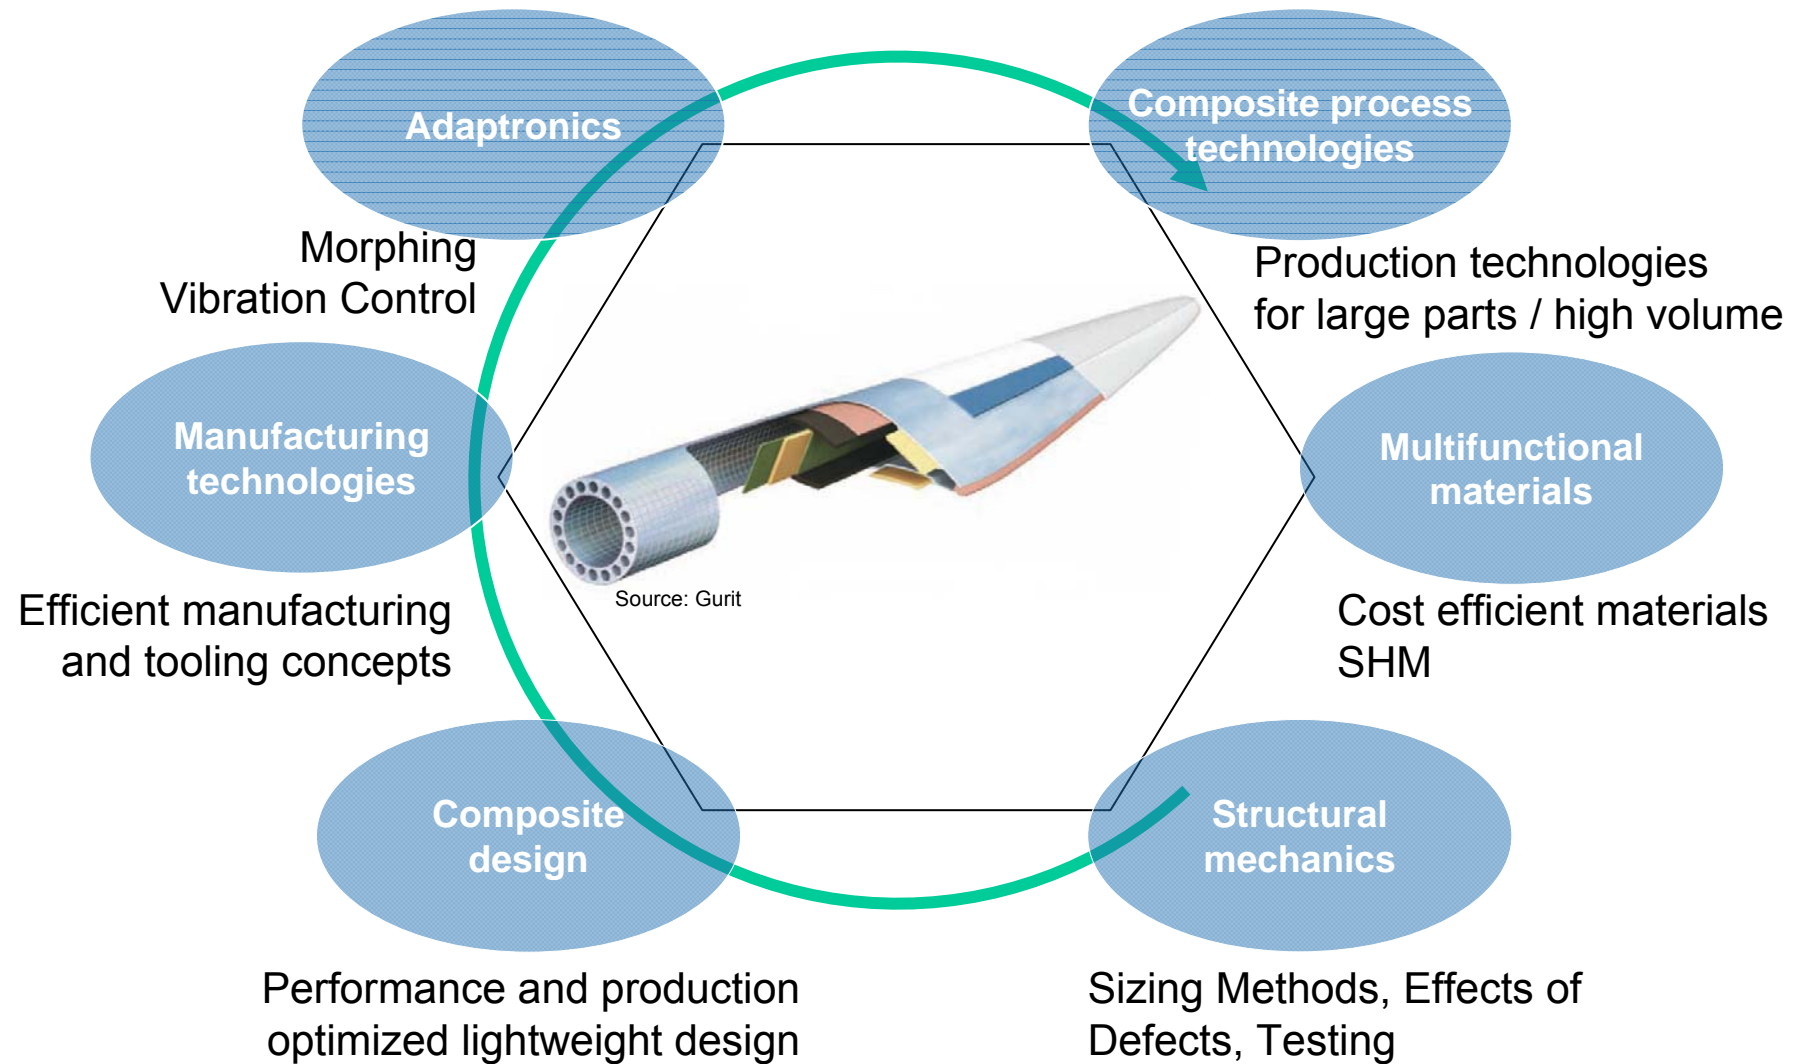 Adaptronics
Composite process
technologies
Morphing
Vibration Control
Production technologies
for large parts / high volume
Manufacturing
technologies
Multifunctional
materials
Source: Gurit
Efficient manufacturing
and tooling concepts
Cost efficient materials
SHM
Composite
design
Structural
mechanics
Performance and production
optimized lightweight design
Sizing Methods, Effects of
Defects, Testing